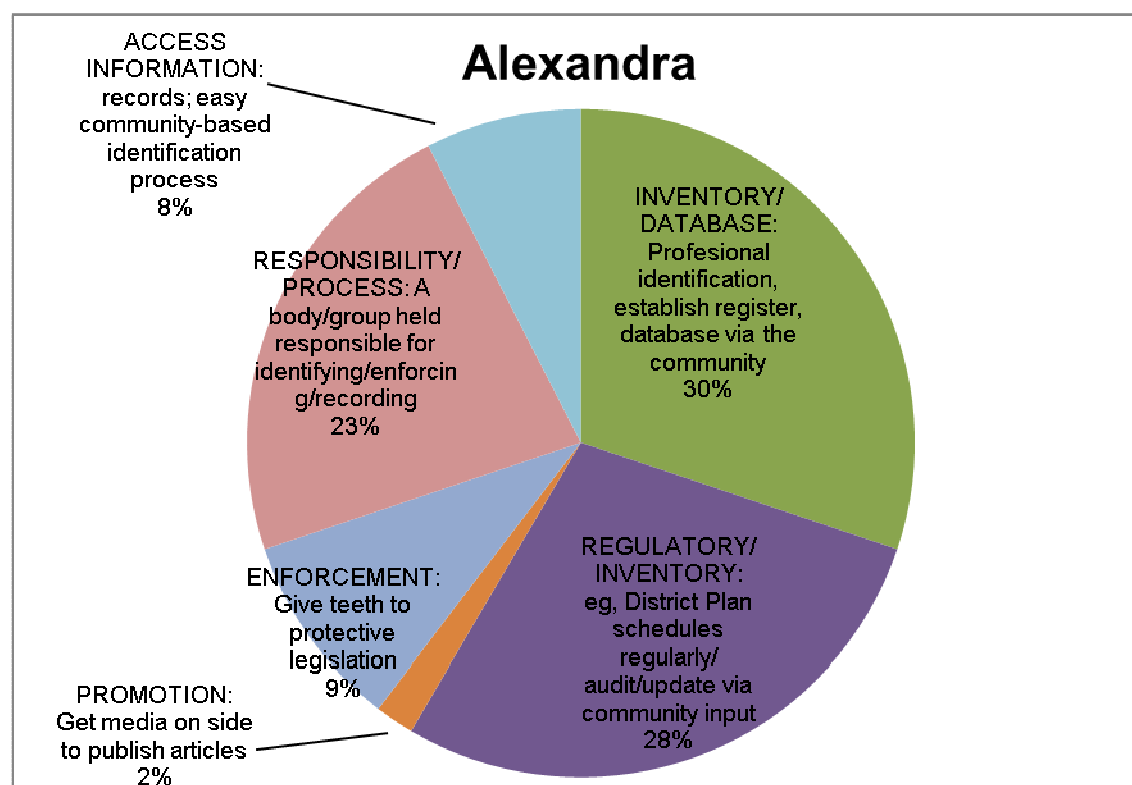 Alexandra
ACCESS
INFORMATION:
records; easy
community-based
identification
process
8%
INVENTORY/
DATABASE:
Profesional
identification,
establish register,
database via the
community
30%
RESPONSIBILITY/
PROCESS: A
body/group held
responsible for
identifying/enforcin
g/recording
23%
REGULATORY/
INVENTORY:
eg, District Plan
schedules
regularly/
audit/update via
community input
28%
ENFORCEMENT:
Give teeth to
protective
legislation
9%
PROMOTION:
Get media on side
to publish articles
2%